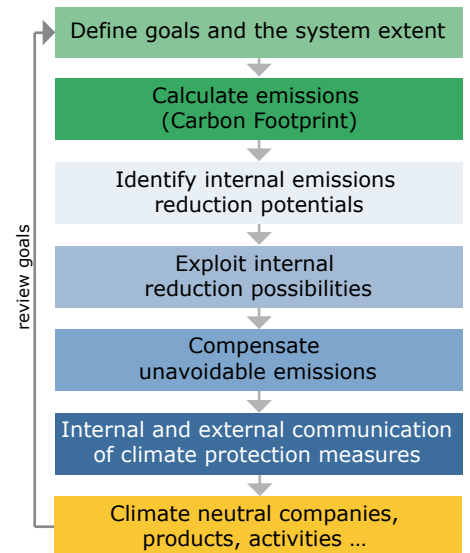 Define goals and the system extent
Calculate emissions
(Carbon Footprint)
Identify internal emissions
reduction potentials
Exploit internal
reduction possibilities
Compensate
unavoidable emissions
Internal and external communication
of climate protection measures
Climate neutral companies,
products, activities ...
review goals